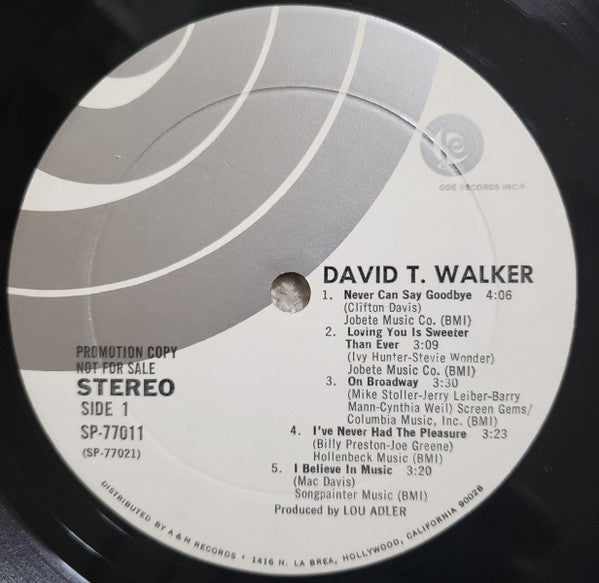 ODE RECORDS INC.®
DAVID T. WALKER
1. Never Can Say Goodbye 4:06
(Clifton Davis)
Jobete Music Co. (BMI)
2. Loving You Is Sweeter
Than Ever 3:09
(Ivy Hunter-Stevie Wonder)
Jobete Music Co. (BMI)
3. On Broadway 3:30
(Mike Stoller-Jerry Leiber-Barry
Mann-Cynthia Weil) Screen Gems/
Columbia Music, Inc. (BMI)
4. I've Never Had The Pleasure 3:23
(Billy Preston-Joe Greene)
Hollenbeck Music (BMI)
5. I Believe In Music 3:20
(Mac Davis)
Songpainter Music (BMI)
Produced by LOU ADLER
PROMOTION COPY
NOT FOR SALE
STEREO
SIDE 1
SP-77011
(SP-77021)
DISTRIBUTED BY A & M RECORDS • 1416 N. LA BREA, HOLLYWOOD, CALIFORNIA 90028